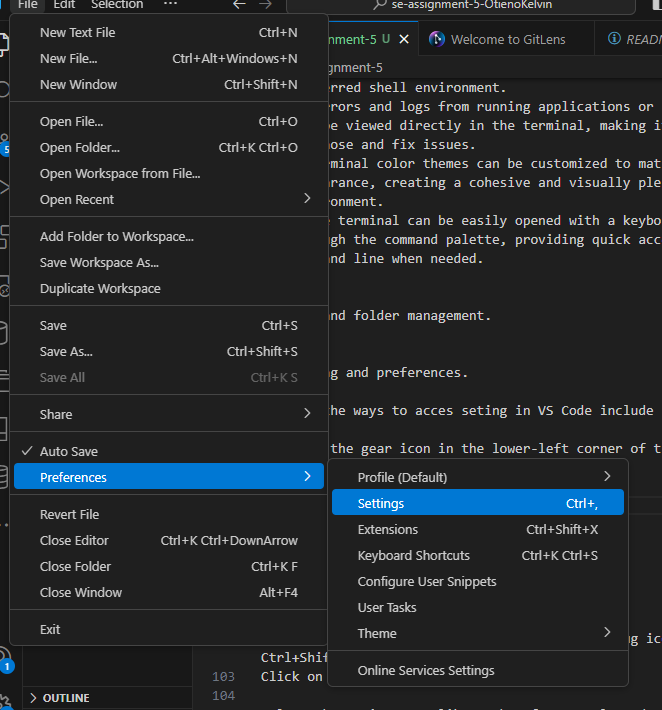 File Edit Selection ··· se-assignment-5-OtienoKelvin
New Text File Ctrl+N
New File... Ctrl+Alt+Windows+N
New Window Ctrl+Shift+N
Open File... Ctrl+O
Open Folder... Ctrl+K Ctrl+O
Open Workspace from File...
Open Recent
Add Folder to Workspace...
Save Workspace As...
Duplicate Workspace
Save Ctrl+S
Save As... Ctrl+Shift+S
Save All Ctrl+K S
Share
Auto Save
Preferences
Revert File
Close Editor Ctrl+K Ctrl+DownArrow
Close Folder Ctrl+K F
Close Window Alt+F4
Exit
Profile (Default)
Settings Ctrl+,
Extensions Ctrl+Shift+X
Keyboard Shortcuts Ctrl+K Ctrl+S
Configure User Snippets
User Tasks
Theme
Online Services Settings
nment-5 U Welcome to GitLens READ
gnment-5
rred shell environment.
rors and logs from running applications or
e viewed directly in the terminal, making i
nose and fix issues.
minal color themes can be customized to mat
arance, creating a cohesive and visually ple
onment.
terminal can be easily opened with a keybo
gh the command palette, providing quick acc
and line when needed.
nd folder management.
g and preferences.
he ways to acces seting in VS Code include
the gear icon in the lower-left corner of t
ng ic
Ctrl+Shif
103 Click on
104
5
1
OUTLINE